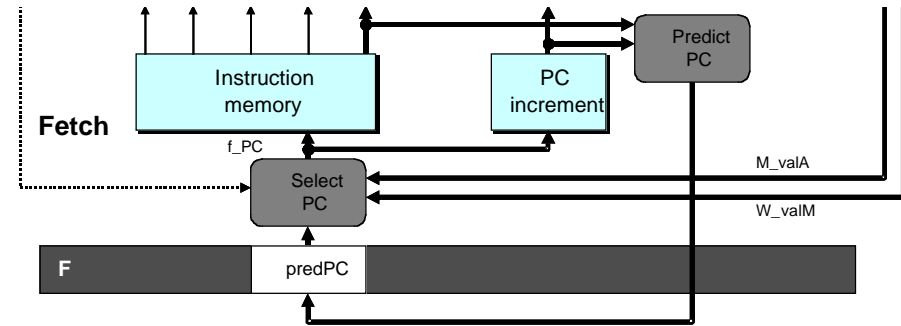 Predict
PC
Instruction
memory
PC
increment
Fetch
f_PC
M_valA
Select
PC
W_valM
F
predPC